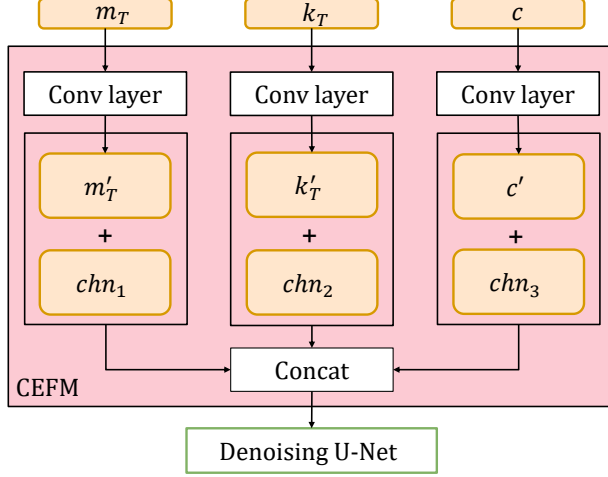 m_T k_T c
Conv layer Conv layer Conv layer
m'_T k'_T c'
+ + +
chn_1 chn_2 chn_3
Concat
CEFM
Denoising U-Net